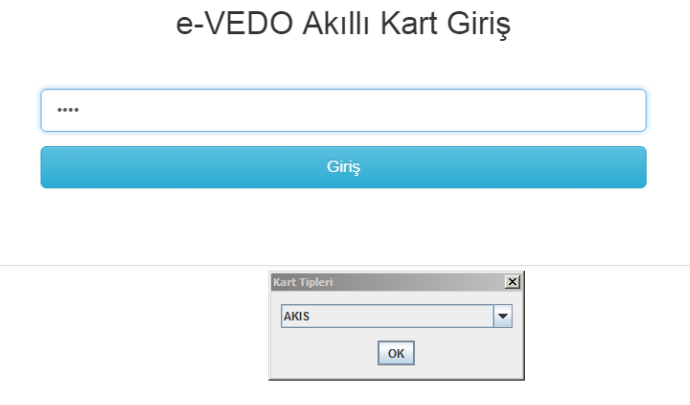 e-VEDO Akıllı Kart Giriş
••••
Giriş
Kart Tipleri
AKIS
OK